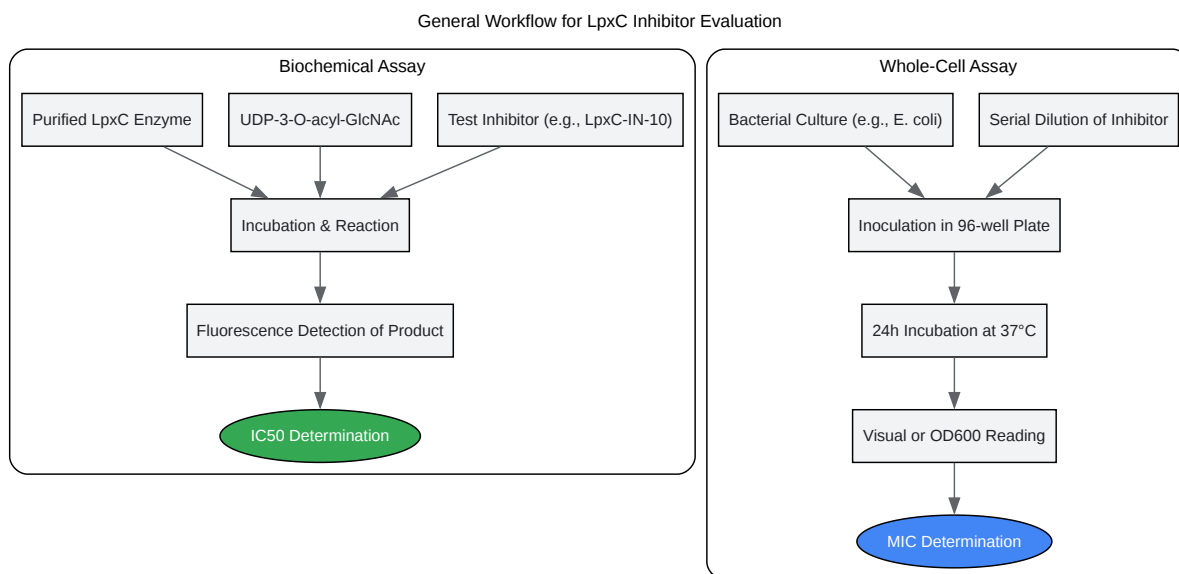 General Workflow for LpxC Inhibitor Evaluation
Biochemical Assay
Purified LpxC Enzyme
UDP-3-O-acyl-GlcNAc
Test Inhibitor (e.g., LpxC-IN-10)
Incubation & Reaction
Fluorescence Detection of Product
IC50 Determination
Whole-Cell Assay
Bacterial Culture (e.g., E. coli)
Serial Dilution of Inhibitor
Inoculation in 96-well Plate
24h Incubation at 37°C
Visual or OD600 Reading
MIC Determination